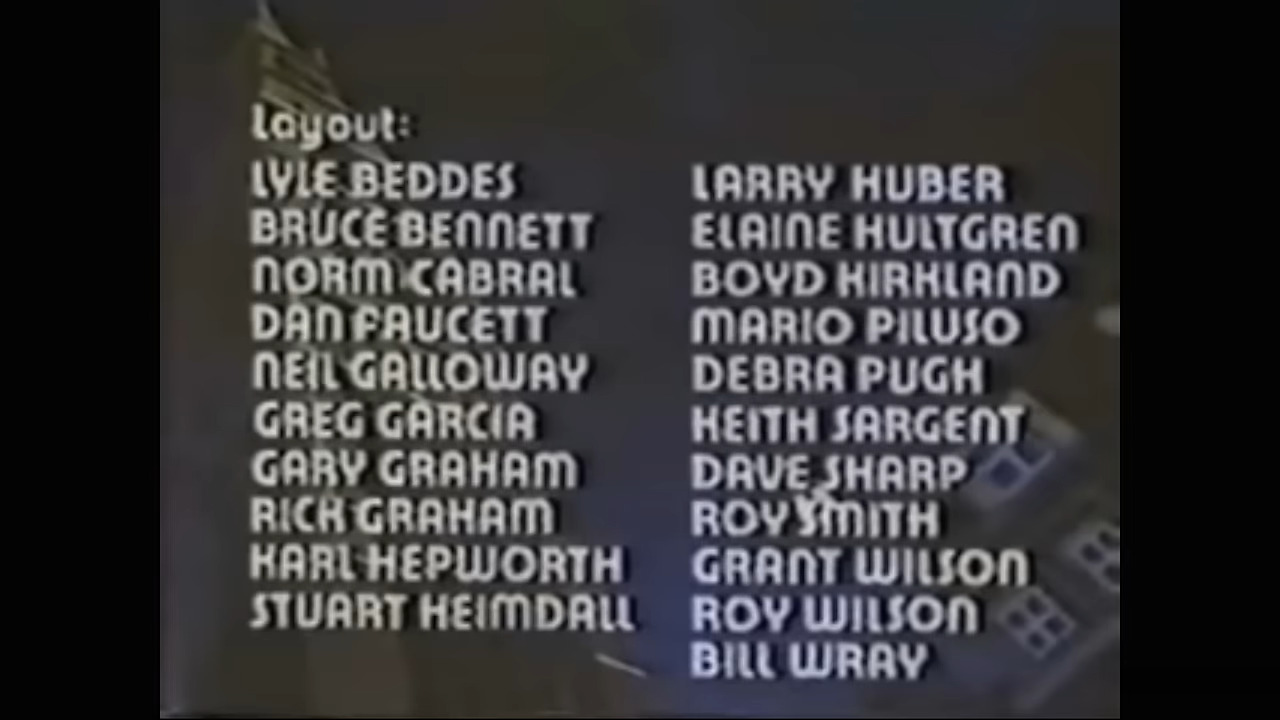 Layout:
LYLE BEDDES
BRUCE BENNETT
NORM CABRAL
DAN FAUCETT
NEIL GALLOWAY
GREG GARCIA
GARY GRAHAM
RICK GRAHAM
KARL HEPWORTH
STUART HEIMDALL
LARRY HUBER
ELAINE HULTGREN
BOYD KIRKLAND
MARIO PILUSO
DEBRA PUGH
KEITH SARGENT
DAVE SHARP
ROY SMITH
GRANT WILSON
ROY WILSON
BILL WRAY